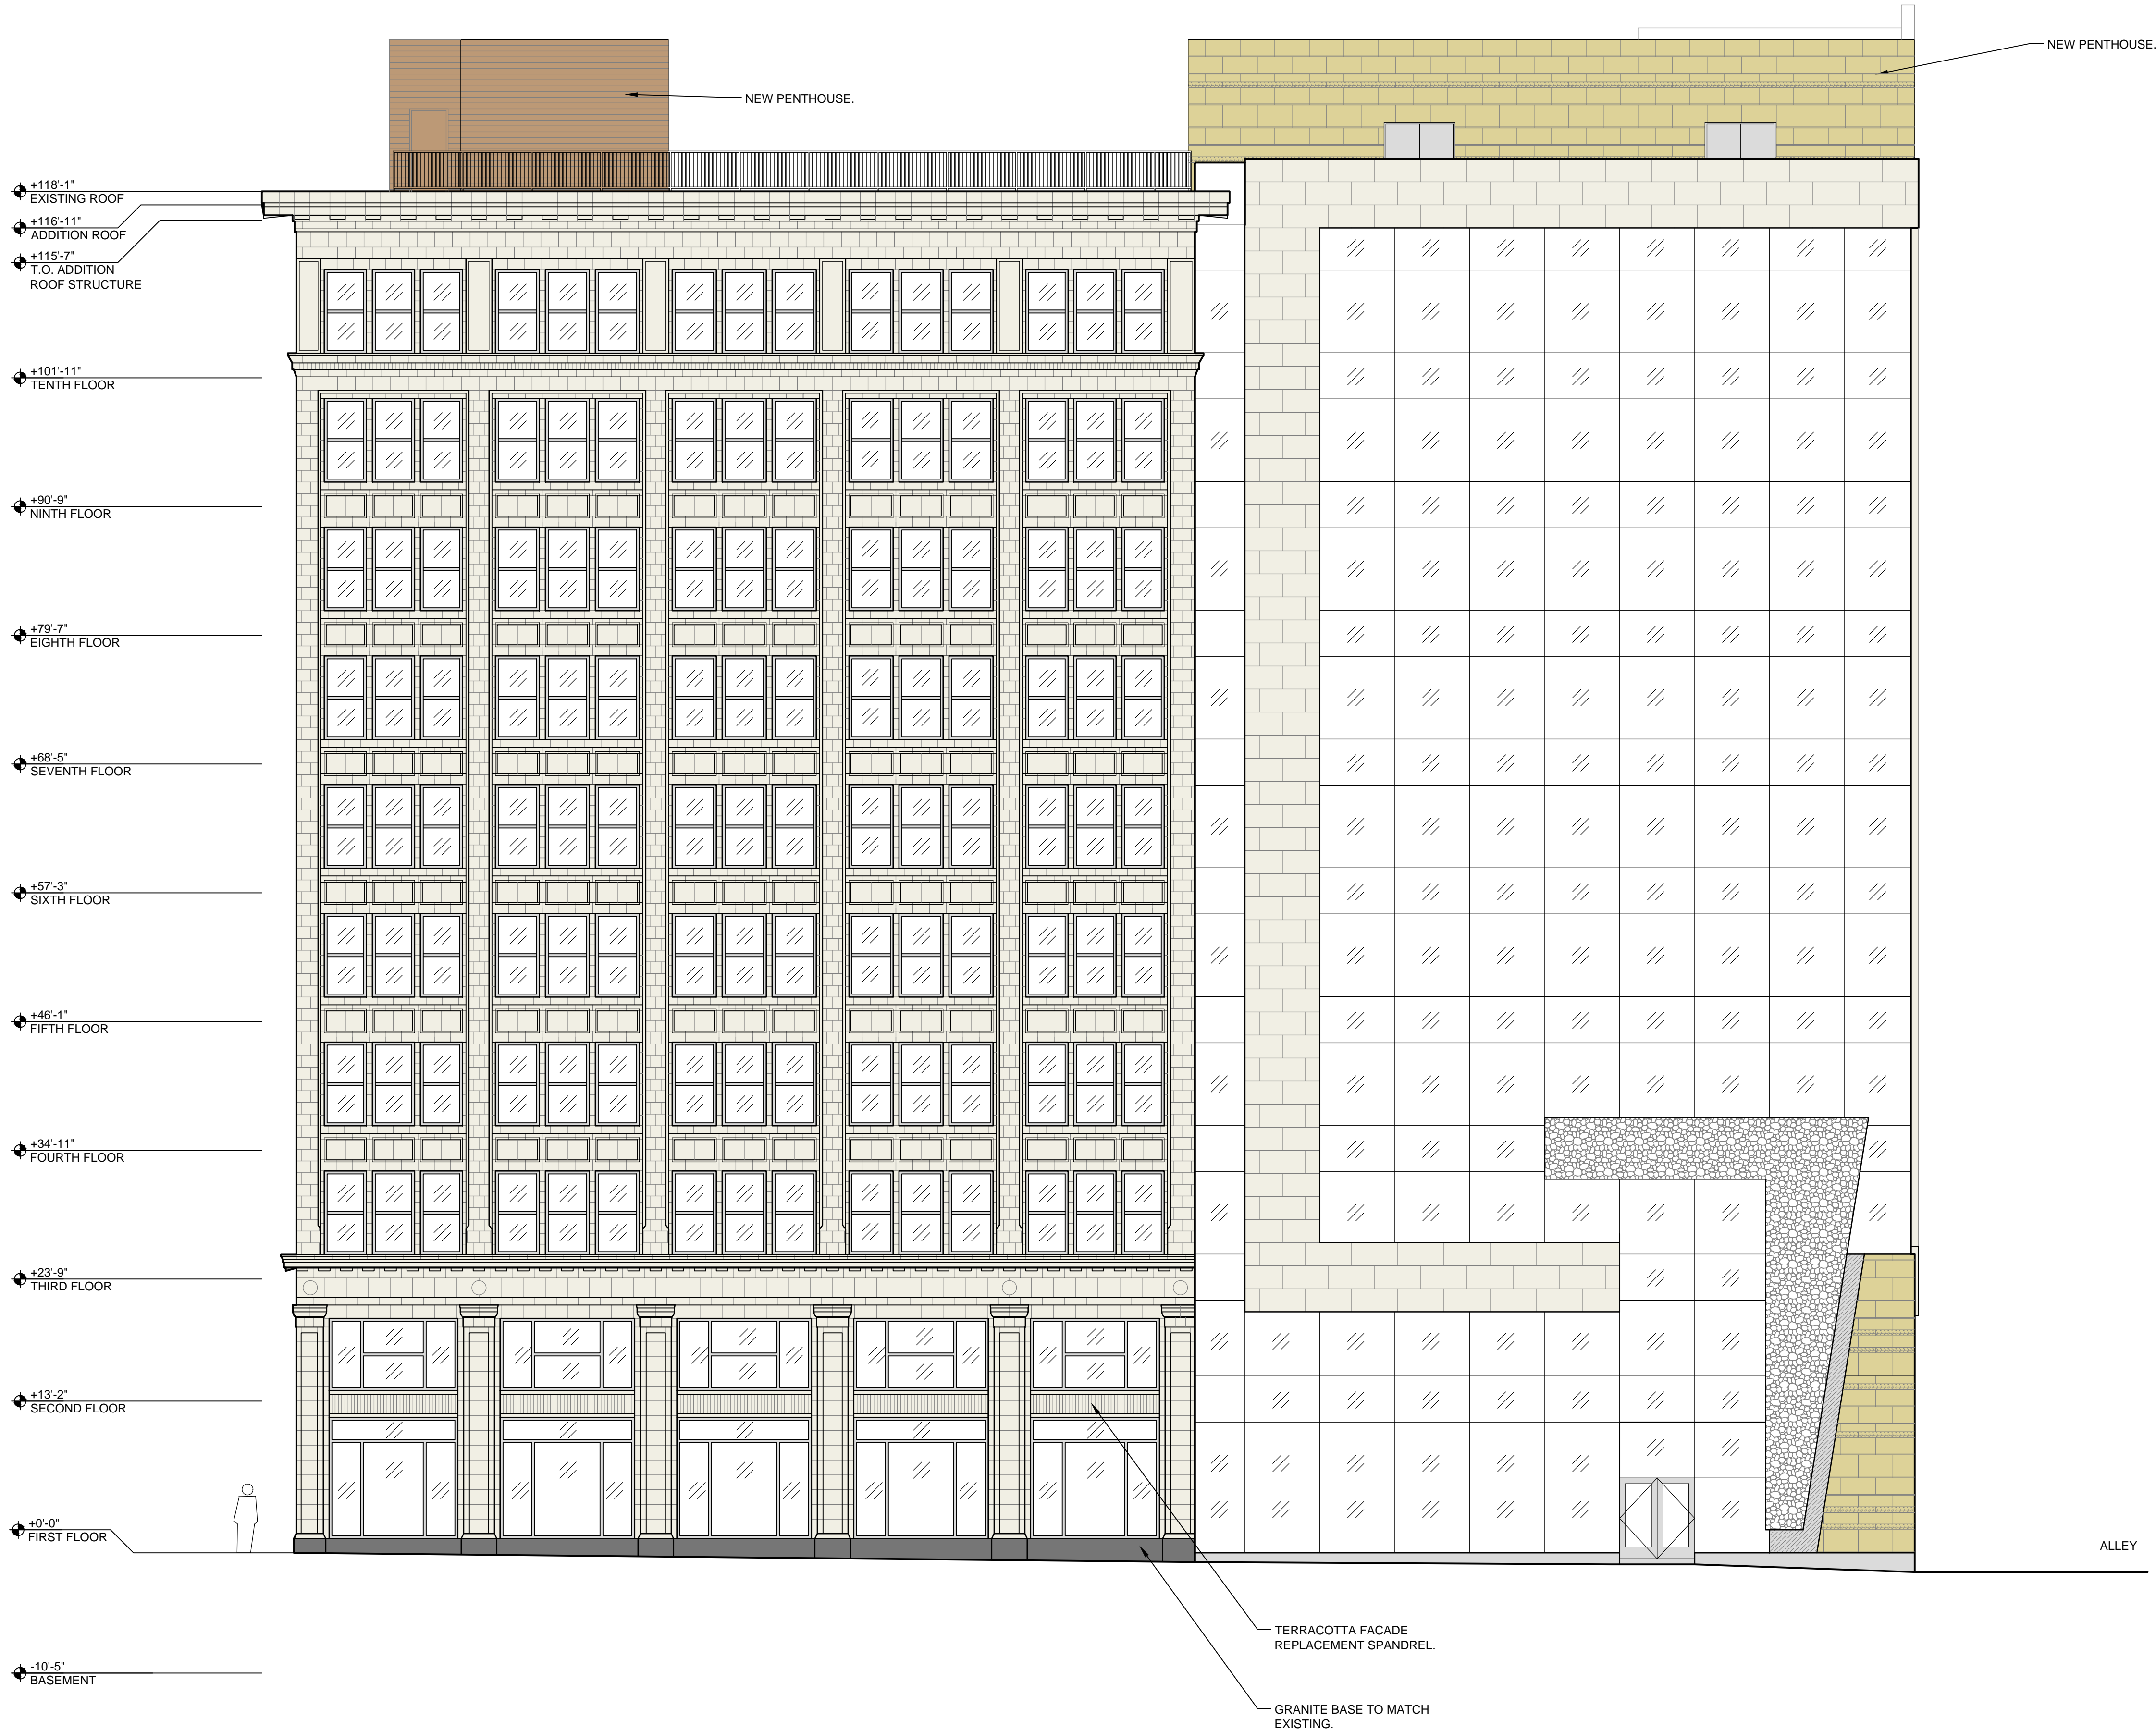 NEW PENTHOUSE.
NEW PENTHOUSE.
+118'-1"
EXISTING ROOF
+116'-11"
ADDITION ROOF
+115'-7"
T.O. ADDITION
ROOF STRUCTURE
+101'-11"
TENTH FLOOR
+90'-9"
NINTH FLOOR
+79'-7"
EIGHTH FLOOR
+68'-5"
SEVENTH FLOOR
+57'-3"
SIXTH FLOOR
+46'-1"
FIFTH FLOOR
+34'-11"
FOURTH FLOOR
+23'-9"
THIRD FLOOR
+13'-2"
SECOND FLOOR
+0'-0"
FIRST FLOOR
ALLEY
TERRACOTTA FACADE
REPLACEMENT SPANDREL.
-10'-5"
BASEMENT
GRANITE BASE TO MATCH
EXISTING.